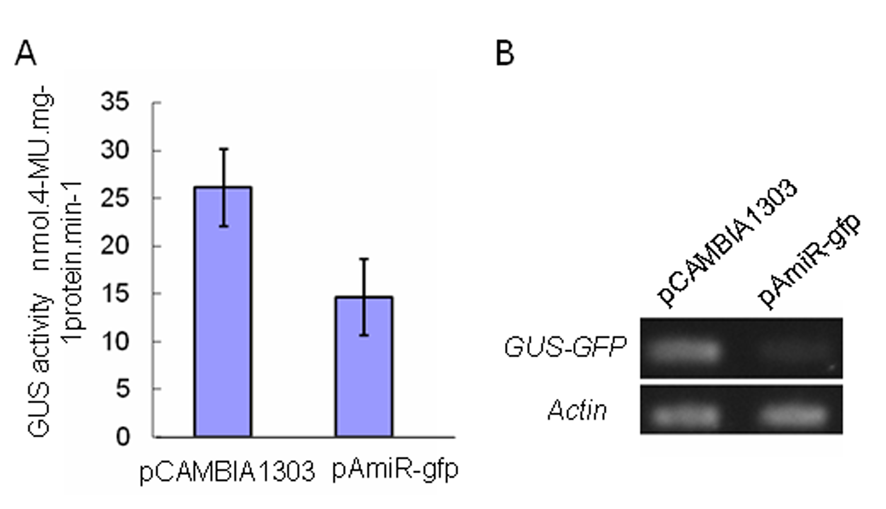 A
B
GUS activity nmol.4-MU.mg-
1protein.min-1
35
30
25
20
15
10
5
0
pCAMBIA1303 pAmiR-gfp
pCAMBIA1303
pAmiR-gfp
GUS-GFP
Actin